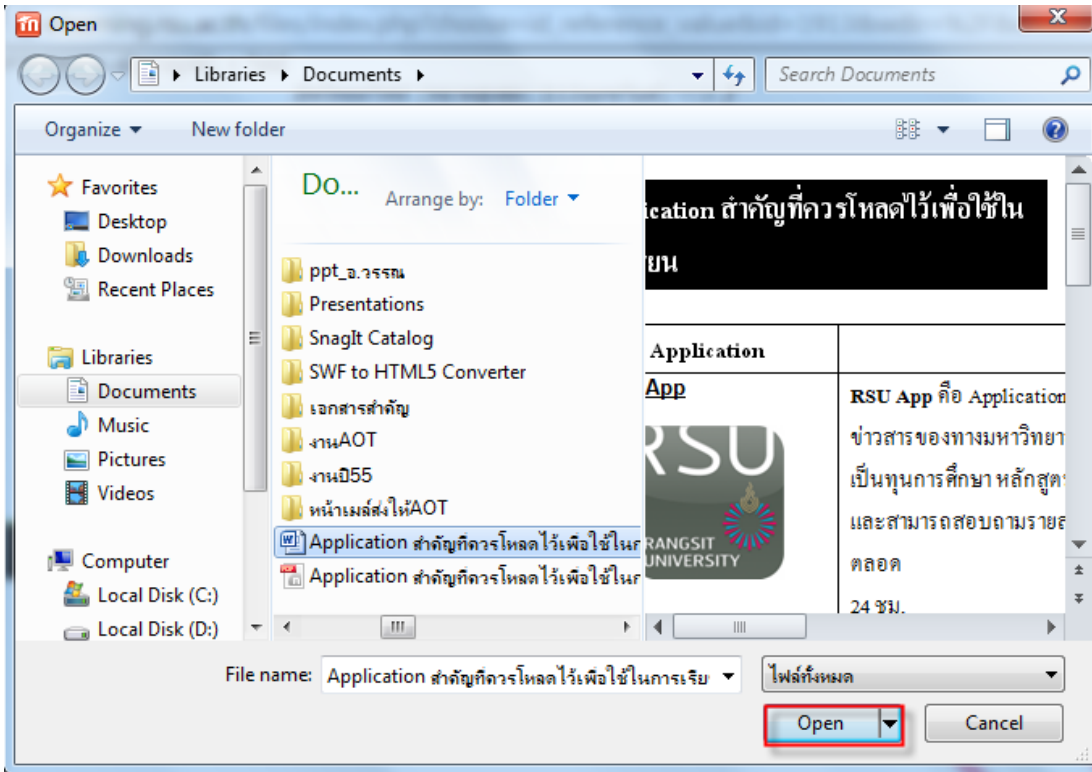 Open
Libraries ▸ Documents ▸
Search Documents
Organize
New folder
Favorites
Desktop
Downloads
Recent Places
Libraries
Documents
Music
Pictures
Videos
Computer
Local Disk (C:)
Local Disk (D:)
Do...
Arrange by: Folder
ppt_อ.วรรณ
Presentations
SnagIt Catalog
SWF to HTML5 Converter
เอกสารสำคัญ
งานAOT
งานปี55
หน้าเมล์ส่งให้AOT
Application สำคัญที่ควรโหลดไว้เพื่อใช้ใน
Application สำคัญที่ควรโหลดไว้เพื่อใช้ใน
ication สำคัญที่ควรโหลดไว้เพื่อใช้ใน
ยน
Application
App
RSU
RANGSIT
UNIVERSITY
RSU App คือ Application
ข่าวสารของทางมหาวิทยา
เป็นทุนการศึกษา หลักสูตร
และสามารถสอบถามรายล
ตลอด
24 ชม.
File name: Application สำคัญที่ควรโหลดไว้เพื่อใช้ในการเรีย
ไฟล์ทั้งหมด
Open
Cancel